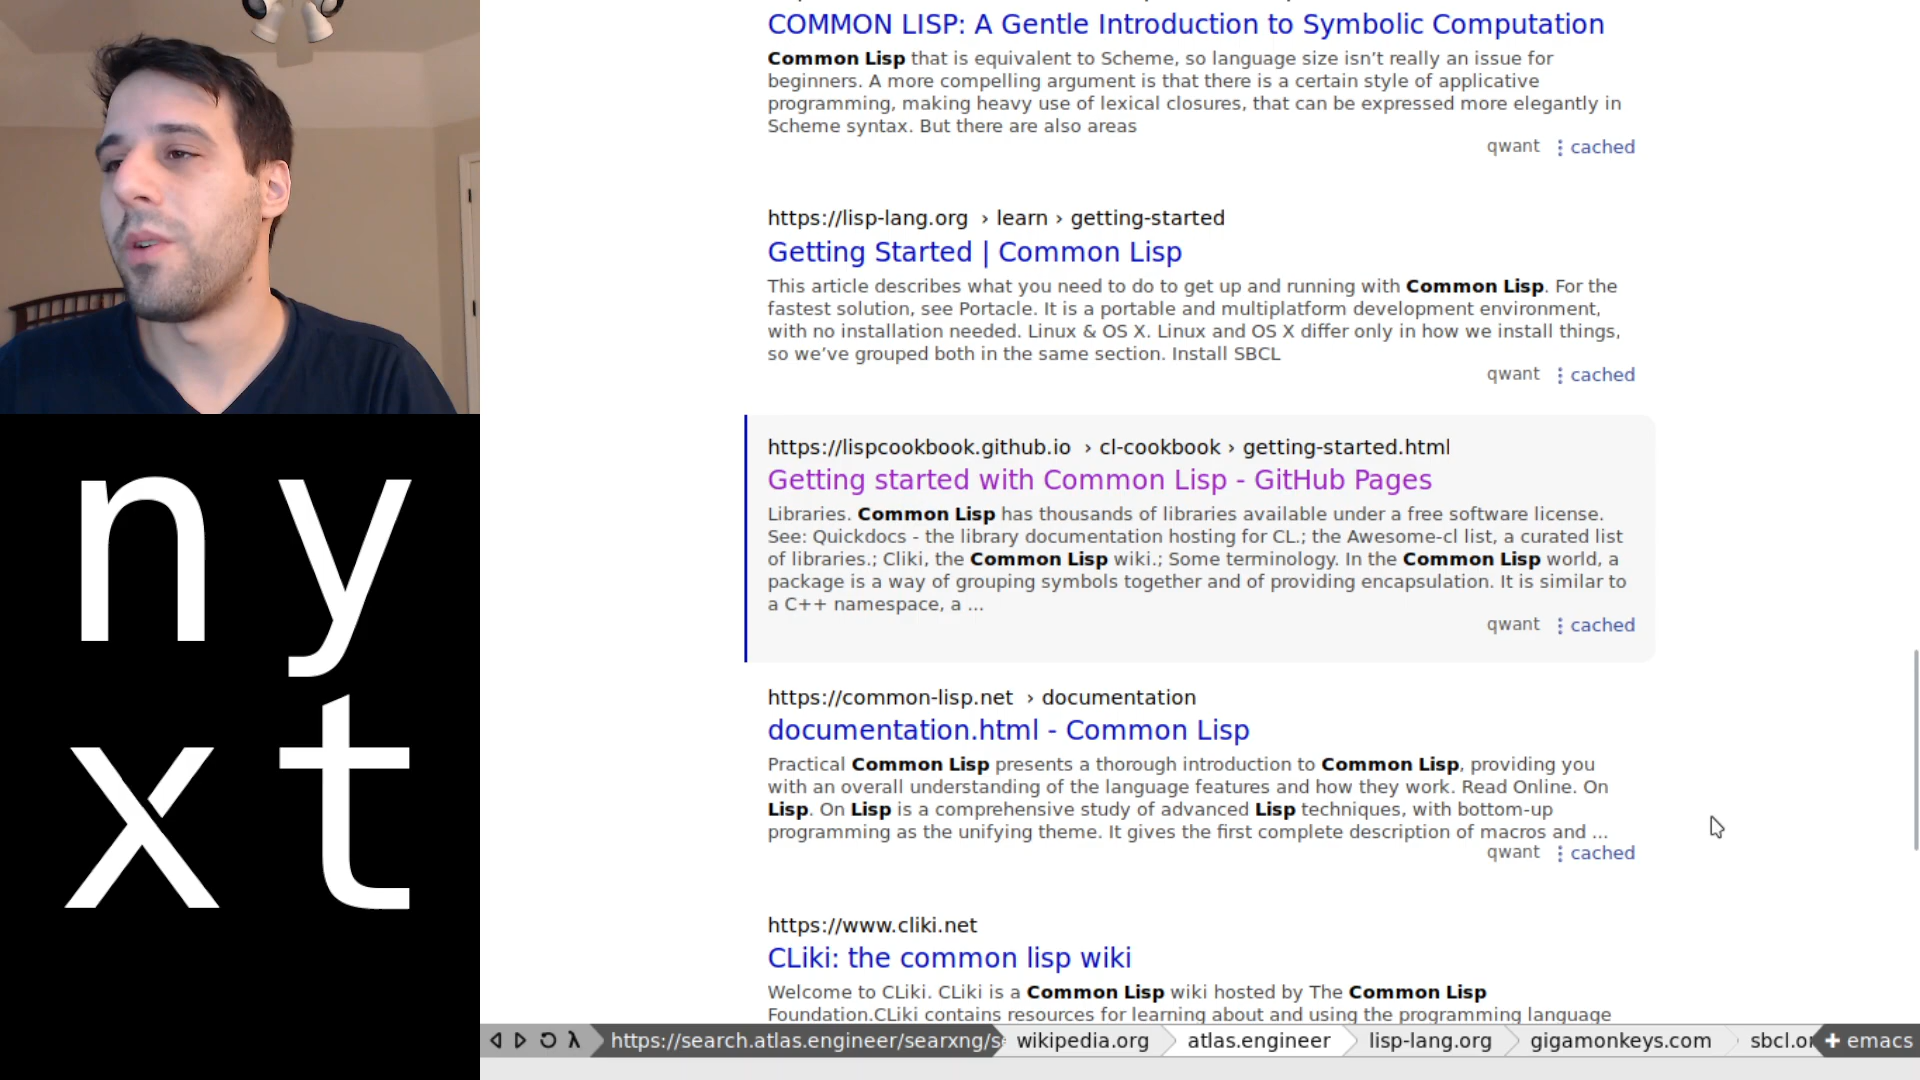 COMMON LISP: A Gentle Introduction to Symbolic Computation
Common Lisp that is equivalent to Scheme, so language size isn’t really an issue for
beginners. A more compelling argument is that there is a certain style of applicative
programming, making heavy use of lexical closures, that can be expressed more elegantly in
Scheme syntax. But there are also areas
qwant ⋮ cached
https://lisp-lang.org › learn › getting-started
Getting Started | Common Lisp
This article describes what you need to do to get up and running with Common Lisp. For the
fastest solution, see Portacle. It is a portable and multiplatform development environment,
with no installation needed. Linux & OS X. Linux and OS X differ only in how we install things,
so we’ve grouped both in the same section. Install SBCL
qwant ⋮ cached
https://lispcookbook.github.io › cl-cookbook › getting-started.html
Getting started with Common Lisp - GitHub Pages
Libraries. Common Lisp has thousands of libraries available under a free software license.
See: Quickdocs - the library documentation hosting for CL.; the Awesome-cl list, a curated list
of libraries.; Cliki, the Common Lisp wiki.; Some terminology. In the Common Lisp world, a
package is a way of grouping symbols together and of providing encapsulation. It is similar to
a C++ namespace, a ...
qwant ⋮ cached
https://common-lisp.net › documentation
documentation.html - Common Lisp
Practical Common Lisp presents a thorough introduction to Common Lisp, providing you
with an overall understanding of the language features and how they work. Read Online. On
Lisp. On Lisp is a comprehensive study of advanced Lisp techniques, with bottom-up
programming as the unifying theme. It gives the first complete description of macros and ...
qwant ⋮ cached
https://www.cliki.net
CLiki: the common lisp wiki
Welcome to CLiki. CLiki is a Common Lisp wiki hosted by The Common Lisp
Foundation.CLiki contains resources for learning about and using the programming language
λ https://search.atlas.engineer/searxng/s wikipedia.org atlas.engineer lisp-lang.org gigamonkeys.com sbcl.or + emacs
n y
x t